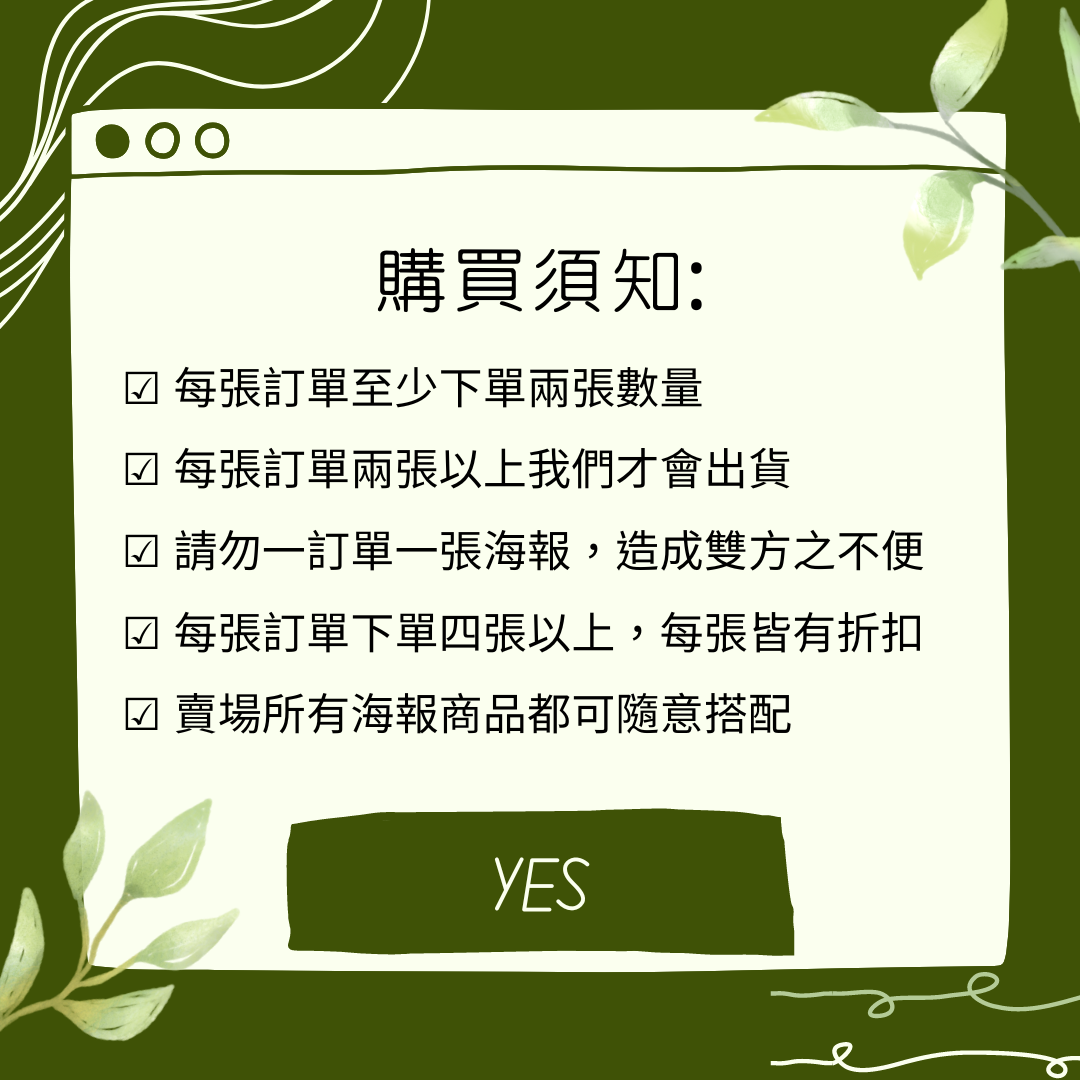 購買須知:
☑ 每張訂單至少下單兩張數量
☑ 每張訂單兩張以上我們才會出貨
☑ 請勿一訂單一張海報，造成雙方之不便
☑ 每張訂單下單四張以上，每張皆有折扣
☑ 賣場所有海報商品都可隨意搭配
YES